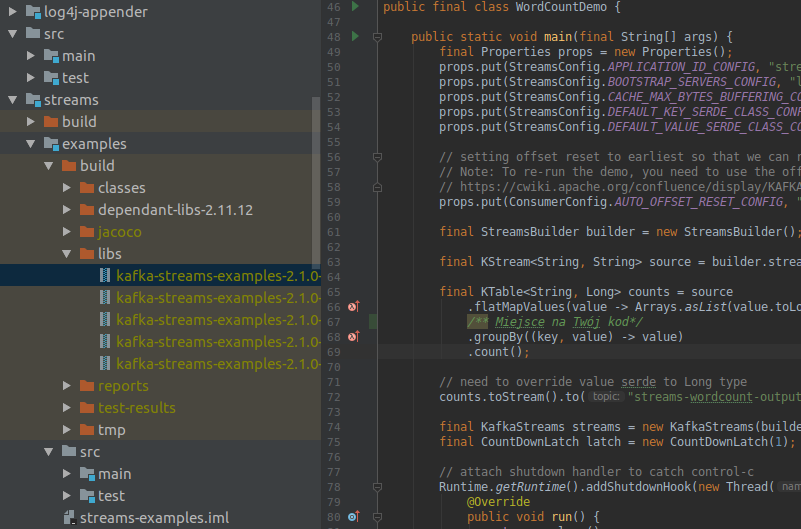 log4j-appender
src
main
test
streams
build
examples
build
classes
dependant-libs-2.11.12
jacoco
libs
kafka-streams-examples-2.1.0-
kafka-streams-examples-2.1.0-
kafka-streams-examples-2.1.0-
kafka-streams-examples-2.1.0-
kafka-streams-examples-2.1.0-
reports
test-results
tmp
src
main
test
streams-examples.iml
46 public final class WordCountDemo {
47
48 public static void main(final String[] args) {
49 final Properties props = new Properties();
50 props.put(StreamsConfig.APPLICATION_ID_CONFIG, "stre
51 props.put(StreamsConfig.BOOTSTRAP_SERVERS_CONFIG, "l
52 props.put(StreamsConfig.CACHE_MAX_BYTES_BUFFERING_CO
53 props.put(StreamsConfig.DEFAULT_KEY_SERDE_CLASS_CONF
54 props.put(StreamsConfig.DEFAULT_VALUE_SERDE_CLASS_CO
55
56 // setting offset reset to earliest so that we can r
57 // Note: To re-run the demo, you need to use the off
58 // https://cwiki.apache.org/confluence/display/KAFKA
59 props.put(ConsumerConfig.AUTO_OFFSET_RESET_CONFIG, "
60
61 final StreamsBuilder builder = new StreamsBuilder();
62
63 final KStream<String, String> source = builder.strea
64
65 final KTable<String, Long> counts = source
66 .flatMapValues(value -> Arrays.asList(value.toLo
67 /** Miejsce na Twój kod*/
68 .groupBy((key, value) -> value)
69 .count();
70
71 // need to override value serde to Long type
72 counts.toStream().to( topic: "streams-wordcount-output
73
74 final KafkaStreams streams = new KafkaStreams(builde
75 final CountDownLatch latch = new CountDownLatch(1);
76
77 // attach shutdown handler to catch control-c
78 Runtime.getRuntime().addShutdownHook(new Thread( nam
79 @Override
80 public void run() {